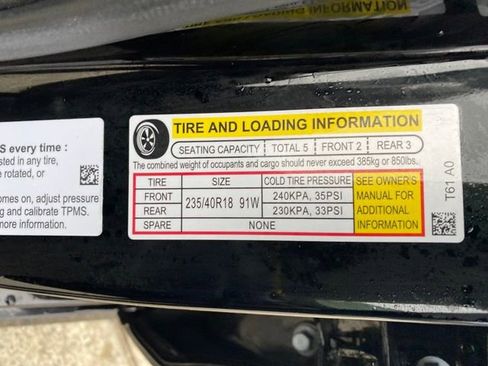 TIRE AND LOADING INFORMATION
SEATING CAPACITY TOTAL 5 FRONT 2 REAR 3
The combined weight of occupants and cargo should never exceed 385kg or 850lbs.
TIRE SIZE COLD TIRE PRESSURE SEE OWNER'S MANUAL FOR ADDITIONAL INFORMATION
FRONT 235/40R18 91W 240KPA, 35PSI
REAR 230KPA, 33PSI
SPARE NONE
T61 A0
S every time :
sted in any tire,
e rotated, or
omes on, adjust pressure
g and calibrate TPMS.
more information.